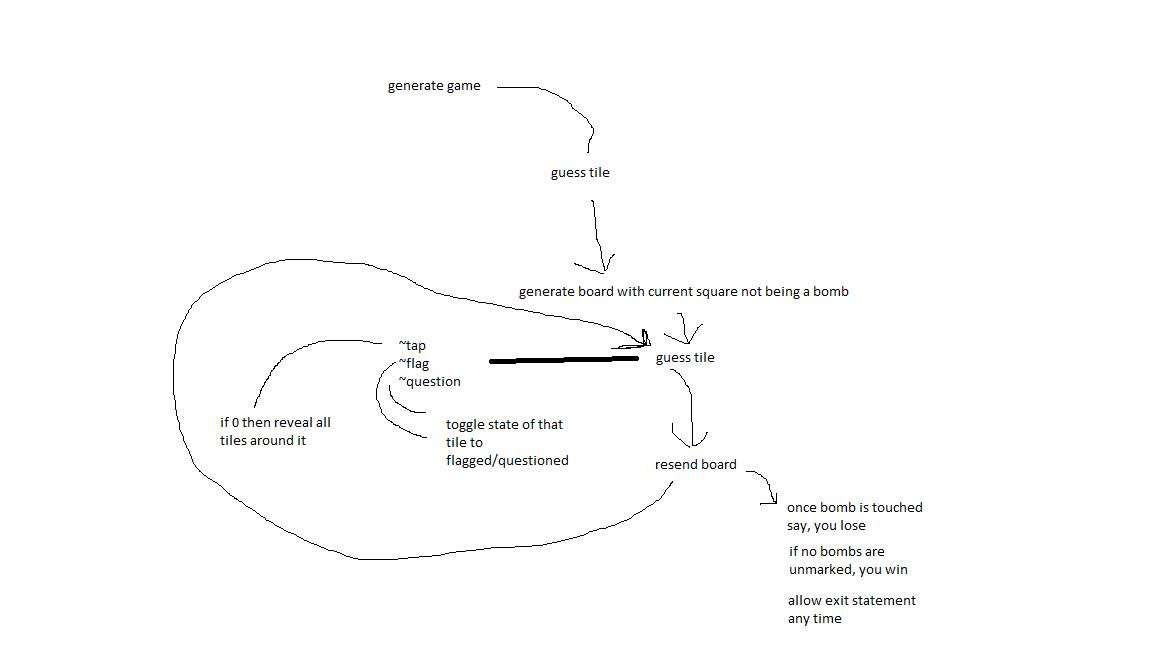 generate game
guess tile
generate board with current square not being a bomb
~tap
~flag
~question
guess tile
if 0 then reveal all
tiles around it
toggle state of that
tile to
flagged/questioned
resend board
once bomb is touched
say, you lose
if no bombs are
unmarked, you win
allow exit statement
any time